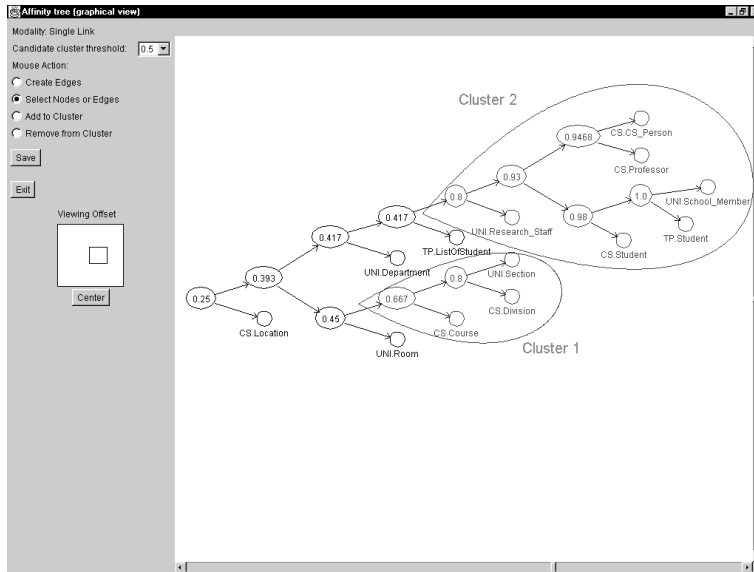 Affinity tree [graphical view]
Modality: Single Link
Candidate cluster threshold: 0.5
Mouse Action:
Create Edges
Select Nodes or Edges
Add to Cluster
Remove from Cluster
Save
Exit
Viewing Offset
Center
Cluster 2
CS.CS_Person
0.9468
CS.Professor
0.93
1.0
UNI.School_Member
0.8
0.98
TP.Student
0.417
UNI.Research_Staff
CS.Student
0.417
TP.ListOfStudent
UNI.Department
UNI.Section
0.393
0.8
0.25
0.667
CS.Division
CS.Location
0.45
CS.Course
UNI.Room
Cluster 1